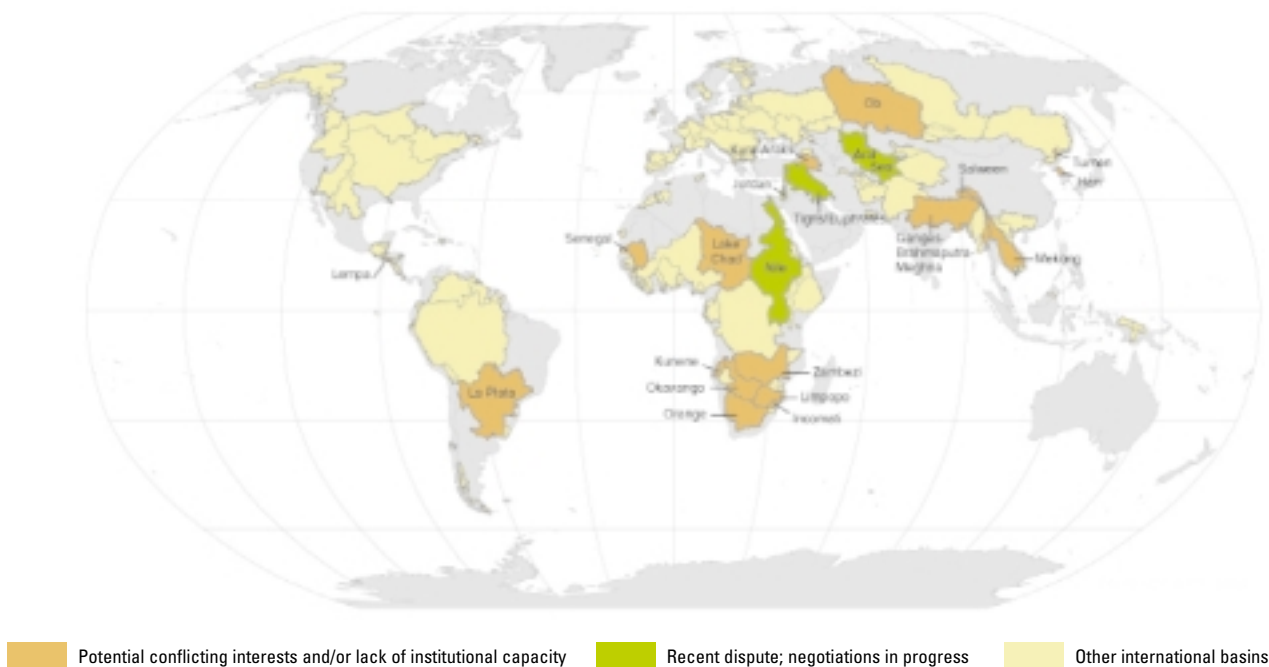 Ob
Kura-Araks
Aral
Sea
Tumen
Salween
Han
Jordan
Tigris/Euphrates
Senegal
Lake
Chad
Nile
Ganges-
Brahmaputra-
Meghna
Mekong
Lempa
Kunene
Zambezi
La Plata
Okavango
Limpopo
Orange
Incomati
Potential conflicting interests and/or lack of institutional capacity
Recent dispute; negotiations in progress
Other international basins